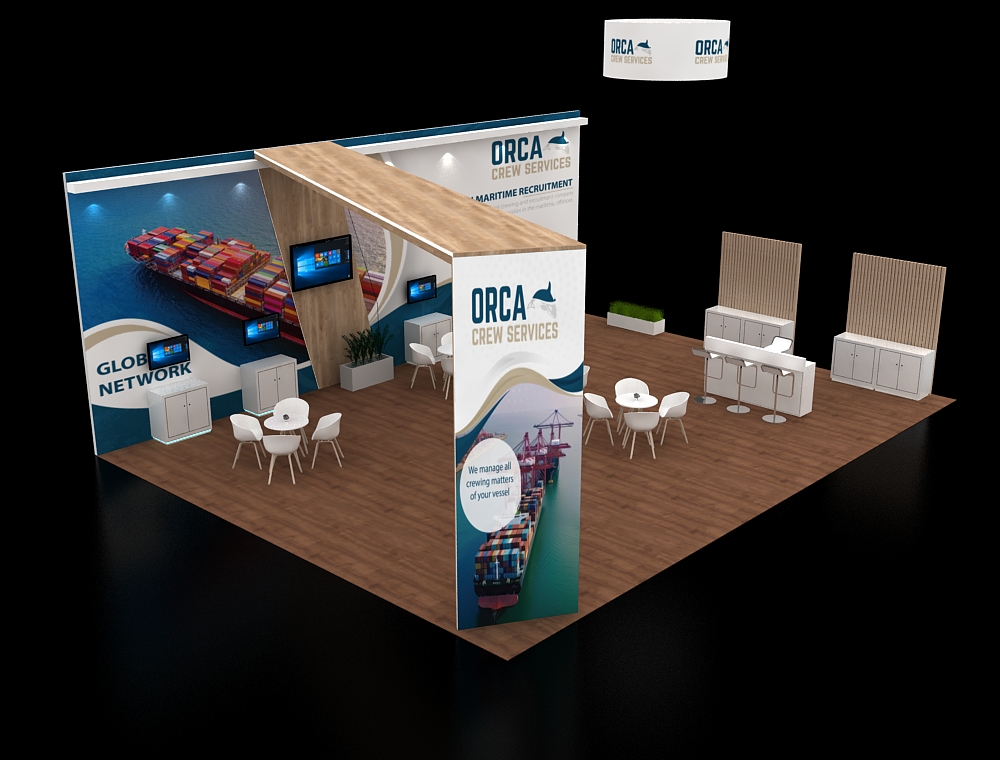 ORCA
CREW SERVICES
ORCA
CREW SERV
ORCA
CREW SERVICES
MARITIME RECRUITMENT
ORCA
CREW SERVICES
GLOB
NETWORK
We manage all
crewing matters
of your vessel